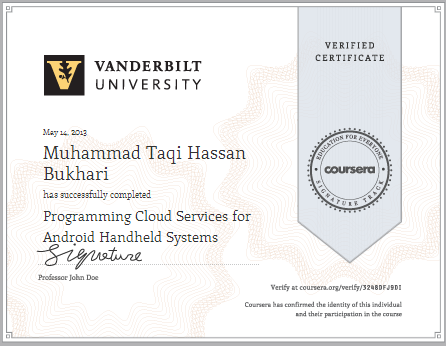 VERIFIED
CERTIFICATE
V
VANDERBILT
UNIVERSITY
May 14, 2013
Muhammad Taqi Hassan
Bukhari
has successfully completed
Programming Cloud Services for
Android Handheld Systems
Signature
Professor John Doe
EDUCATION FOR EVERYONE
coursera
SIGNATURE TRACK
Verify at coursera.org/verify/3248DFJ9DI
Coursera has confirmed the identity of this individual
and their participation in the course